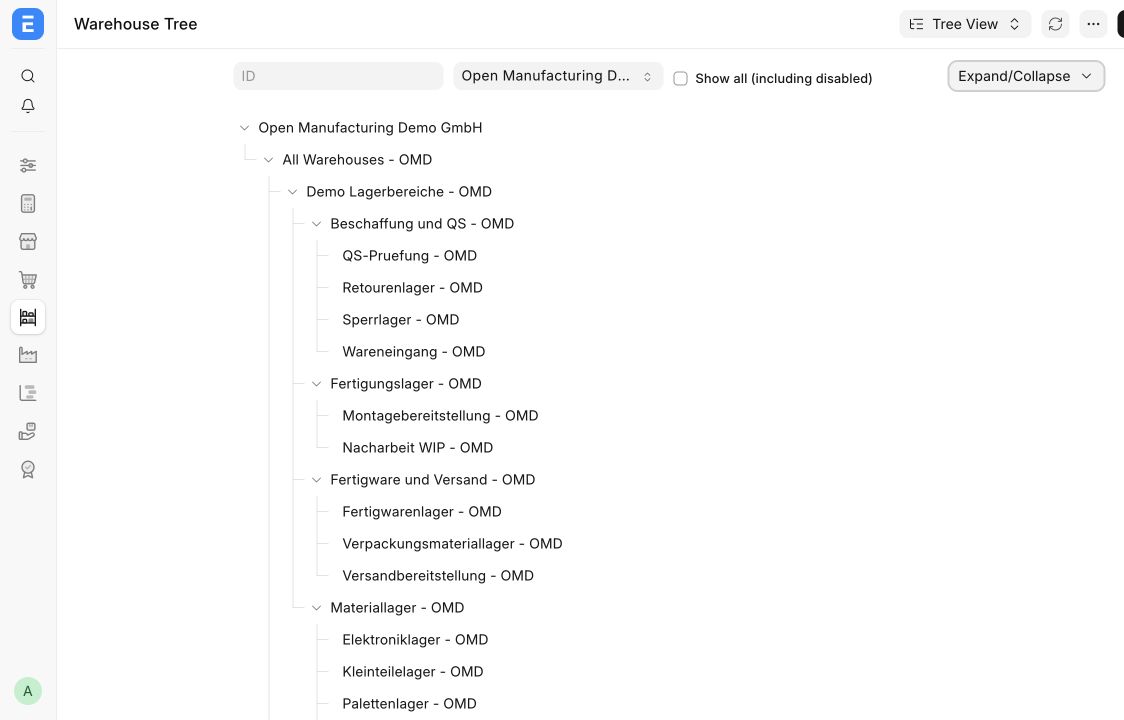 Warehouse Tree
Tree View
ID
Open Manufacturing D...
Show all (including disabled)
Expand/Collapse
Open Manufacturing Demo GmbH
All Warehouses - OMD
Demo Lagerbereiche - OMD
Beschaffung und QS - OMD
QS-Pruefung - OMD
Retourenlager - OMD
Sperrlager - OMD
Wareneingang - OMD
Fertigungslager - OMD
Montagebereitstellung - OMD
Nacharbeit WIP - OMD
Fertigware und Versand - OMD
Fertigwarenlager - OMD
Verpackungsmateriallager - OMD
Versandbereitstellung - OMD
Materiallager - OMD
Elektroniklager - OMD
Kleinteilelager - OMD
Palettenlager - OMD
A